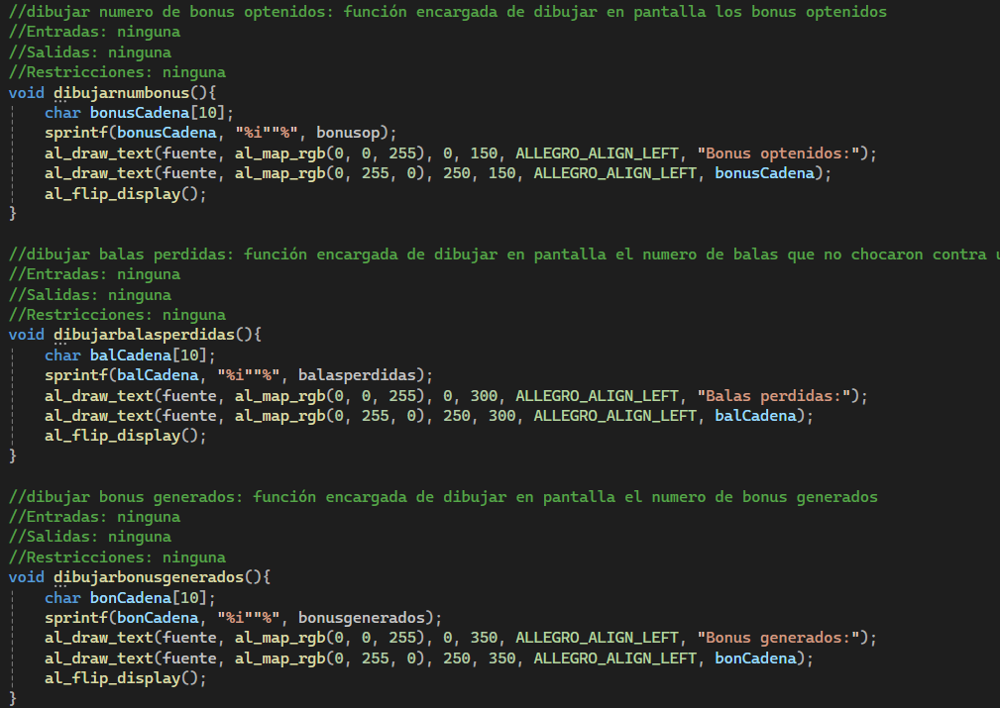 //dibujar numero de bonus optenidos: función encargada de dibujar en pantalla los bonus optenidos
//Entradas: ninguna
//Salidas: ninguna
//Restricciones: ninguna
void dibujarnumbonus(){
    char bonusCadena[10];
    sprintf(bonusCadena, "%i""%", bonusop);
    al_draw_text(fuente, al_map_rgb(0, 0, 255), 0, 150, ALLEGRO_ALIGN_LEFT, "Bonus optenidos:");
    al_draw_text(fuente, al_map_rgb(0, 255, 0), 250, 150, ALLEGRO_ALIGN_LEFT, bonusCadena);
    al_flip_display();
}

//dibujar balas perdidas: función encargada de dibujar en pantalla el numero de balas que no chocaron contra
//Entradas: ninguna
//Salidas: ninguna
//Restricciones: ninguna
void dibujarbalasperdidas(){
    char balCadena[10];
    sprintf(balCadena, "%i""%", balasperdidas);
    al_draw_text(fuente, al_map_rgb(0, 0, 255), 0, 300, ALLEGRO_ALIGN_LEFT, "Balas perdidas:");
    al_draw_text(fuente, al_map_rgb(0, 255, 0), 250, 300, ALLEGRO_ALIGN_LEFT, balCadena);
    al_flip_display();
}

//dibujar bonus generados: función encargada de dibujar en pantalla el numero de bonus generados
//Entradas: ninguna
//Salidas: ninguna
//Restricciones: ninguna
void dibujarbonusgenerados(){
    char bonCadena[10];
    sprintf(bonCadena, "%i""%", bonusgenerados);
    al_draw_text(fuente, al_map_rgb(0, 0, 255), 0, 350, ALLEGRO_ALIGN_LEFT, "Bonus generados:");
    al_draw_text(fuente, al_map_rgb(0, 255, 0), 250, 350, ALLEGRO_ALIGN_LEFT, bonCadena);
    al_flip_display();
}